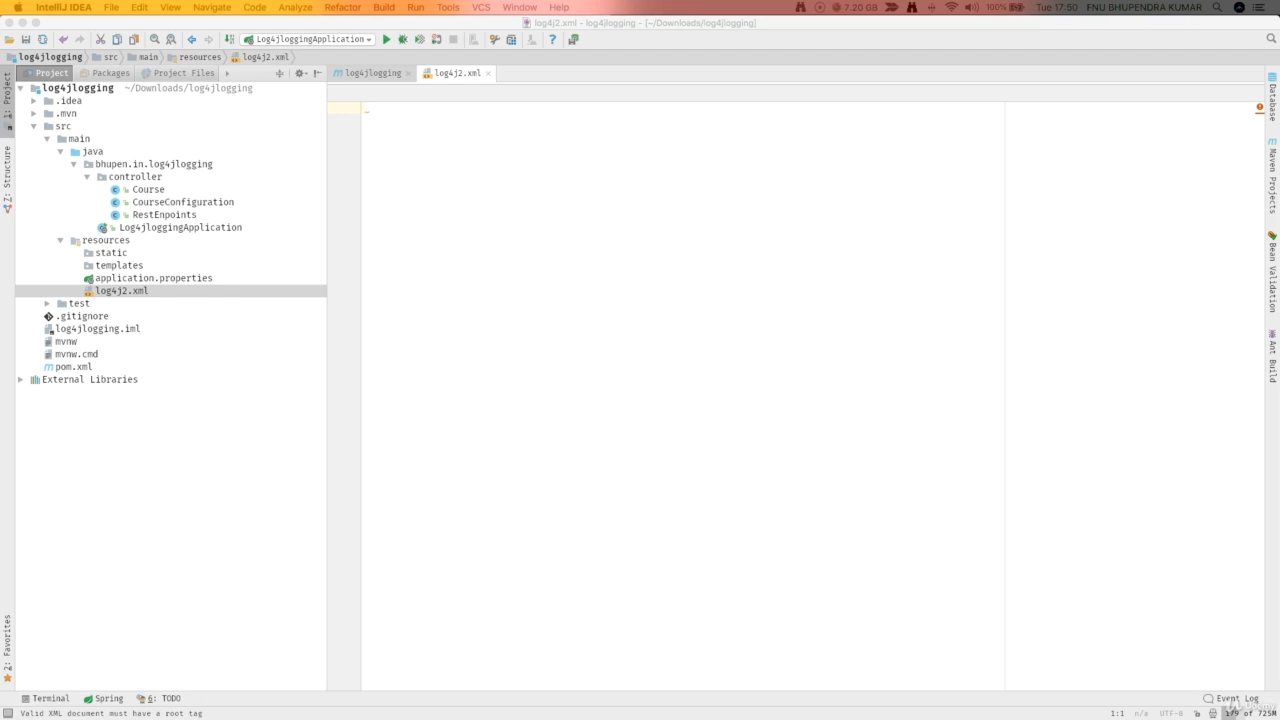 IntelliJ IDEA File Edit View Navigate Code Analyze Refactor Build Run Tools VCS Window Help 7.20 GB 100% Tue 17:50 FNU BHUPENDRA KUMAR
log4j2.xml - log4jlogging - [~/Downloads/log4jlogging]
Log4jloggingApplication
log4jlogging src main resources log4j2.xml
Project Packages Project Files log4jlogging log4j2.xml
log4jlogging ~/Downloads/log4jlogging
.idea
.mvn
src
main
java
bhupen.in.log4jlogging
controller
Course
CourseConfiguration
RestEnpoints
Log4jloggingApplication
resources
static
templates
application.properties
log4j2.xml
test
.gitignore
log4jlogging.iml
mvnw
mvnw.cmd
pom.xml
External Libraries
1: Project
Z: Structure
2: Favorites
Database
Maven Projects
Bean Validation
Ant Build
Terminal Spring 6: TODO Event Log
Valid XML document must have a root tag 1:1 n/a UTF-8 179 of 725M